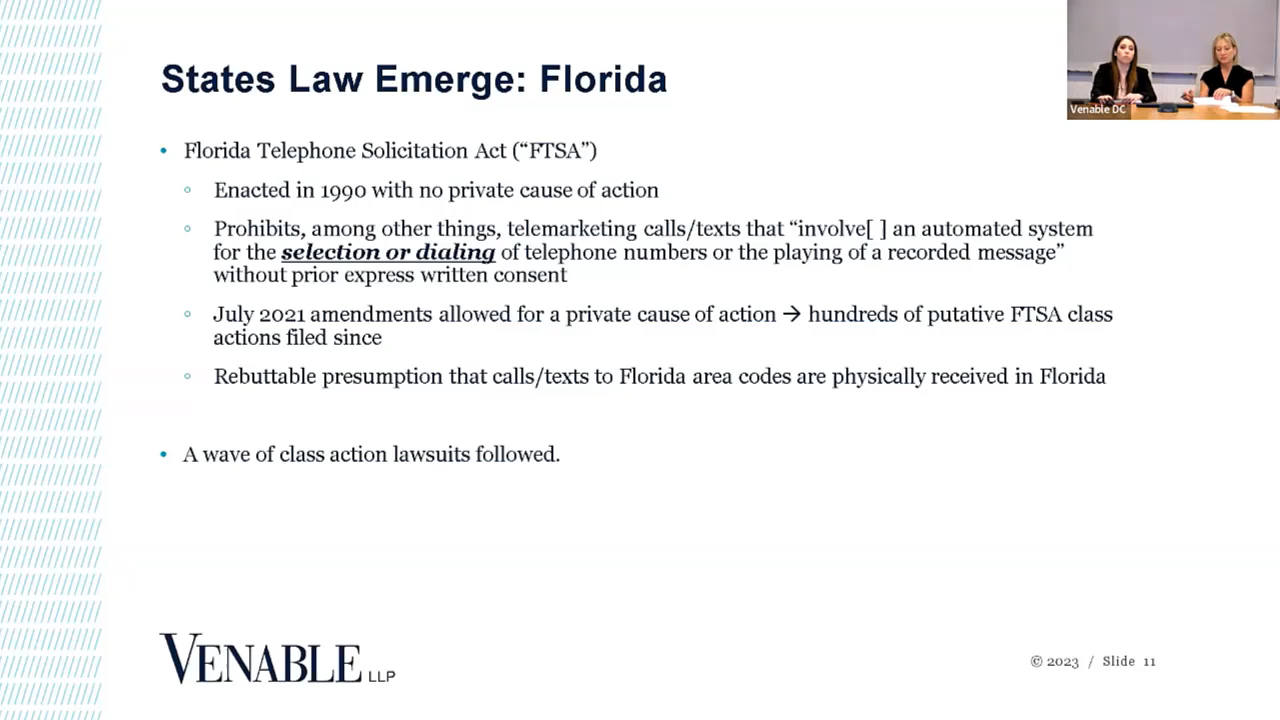 States Law Emerge: Florida
Venable DC
• Florida Telephone Solicitation Act (“FTSA”)
◦ Enacted in 1990 with no private cause of action
◦ Prohibits, among other things, telemarketing calls/texts that “involve[ ] an automated system
for the selection or dialing of telephone numbers or the playing of a recorded message”
without prior express written consent
◦ July 2021 amendments allowed for a private cause of action → hundreds of putative FTSA class
actions filed since
◦ Rebuttable presumption that calls/texts to Florida area codes are physically received in Florida
• A wave of class action lawsuits followed.
VENABLE LLP
© 2023 / Slide 11